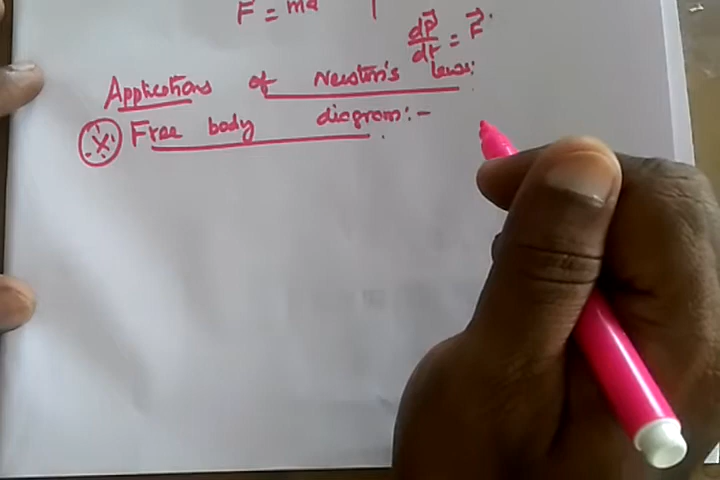 F = ma
dP⃗/dt = F⃗
Applications of Newton's laws:
Free body diagram:-